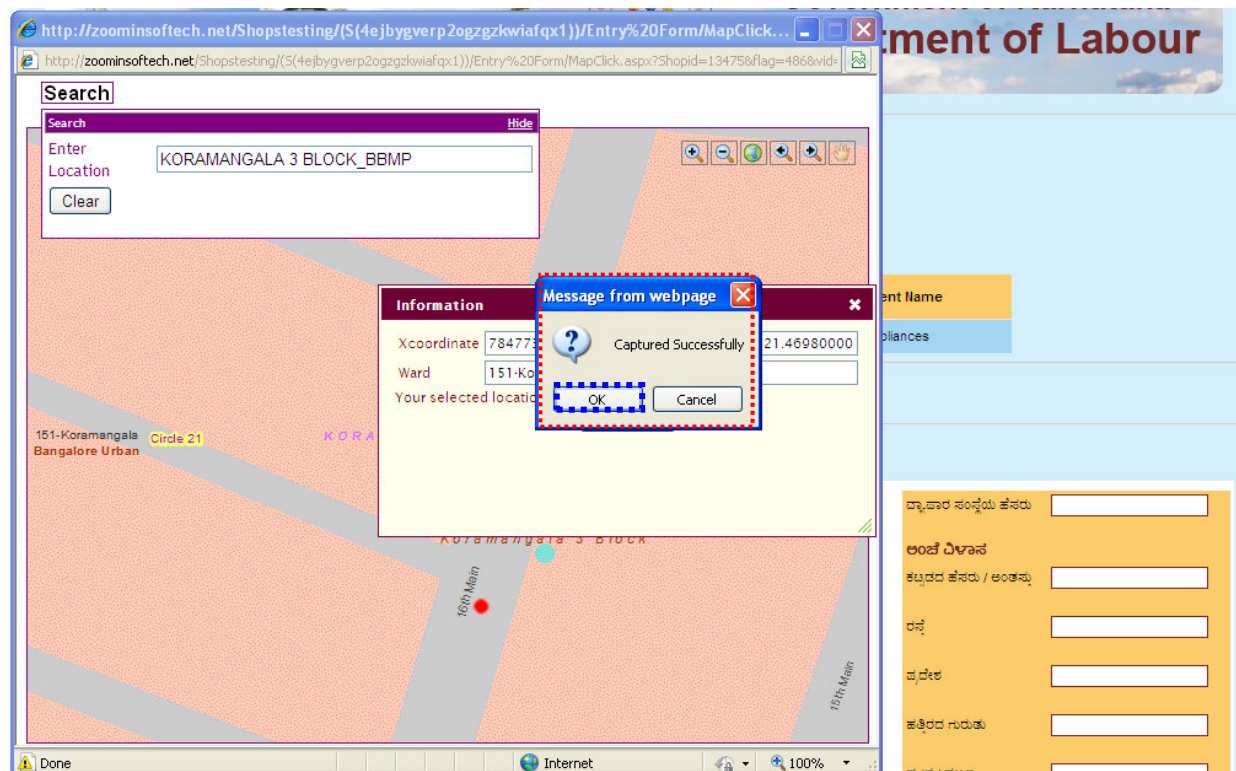 http://zoominsoftech.net/Shopstesting/(S(4ejbygverp2ogzgzkwiafqx1))/Entry%20Form/MapClick...
http://zoominsoftech.net/Shopstesting/(S(4ejbygverp2ogzgzkwiafqx1))/Entry%20Form/MapClick.aspx?Shopid=13475&flag=486&vid=
tment of Labour
Search
Search Hide
Enter
Location
KORAMANGALA 3 BLOCK_BBMP
Clear
Information
Message from webpage
Captured Successfully
OK Cancel
Xcoordinate 784773 21.46980000
Ward 151-Ko
Your selected locatio
ent Name
pliances
151-Koramangala Circle 21
Bangalore Urban
K O R A
Koramangala 3 Block
16th Main
15th Main
ವ್ಯಾಪಾರ ಸಂಸ್ಥೆಯ ಹೆಸರು
ಅಂಚೆ ವಿಳಾಸ
ಕಟ್ಟಡದ ಹೆಸರು / ಅಂತಸ್ತು
ರಸ್ತೆ
ಪ್ರದೇಶ
ಹತ್ತಿರದ ಗುರುತು
Done Internet 100%